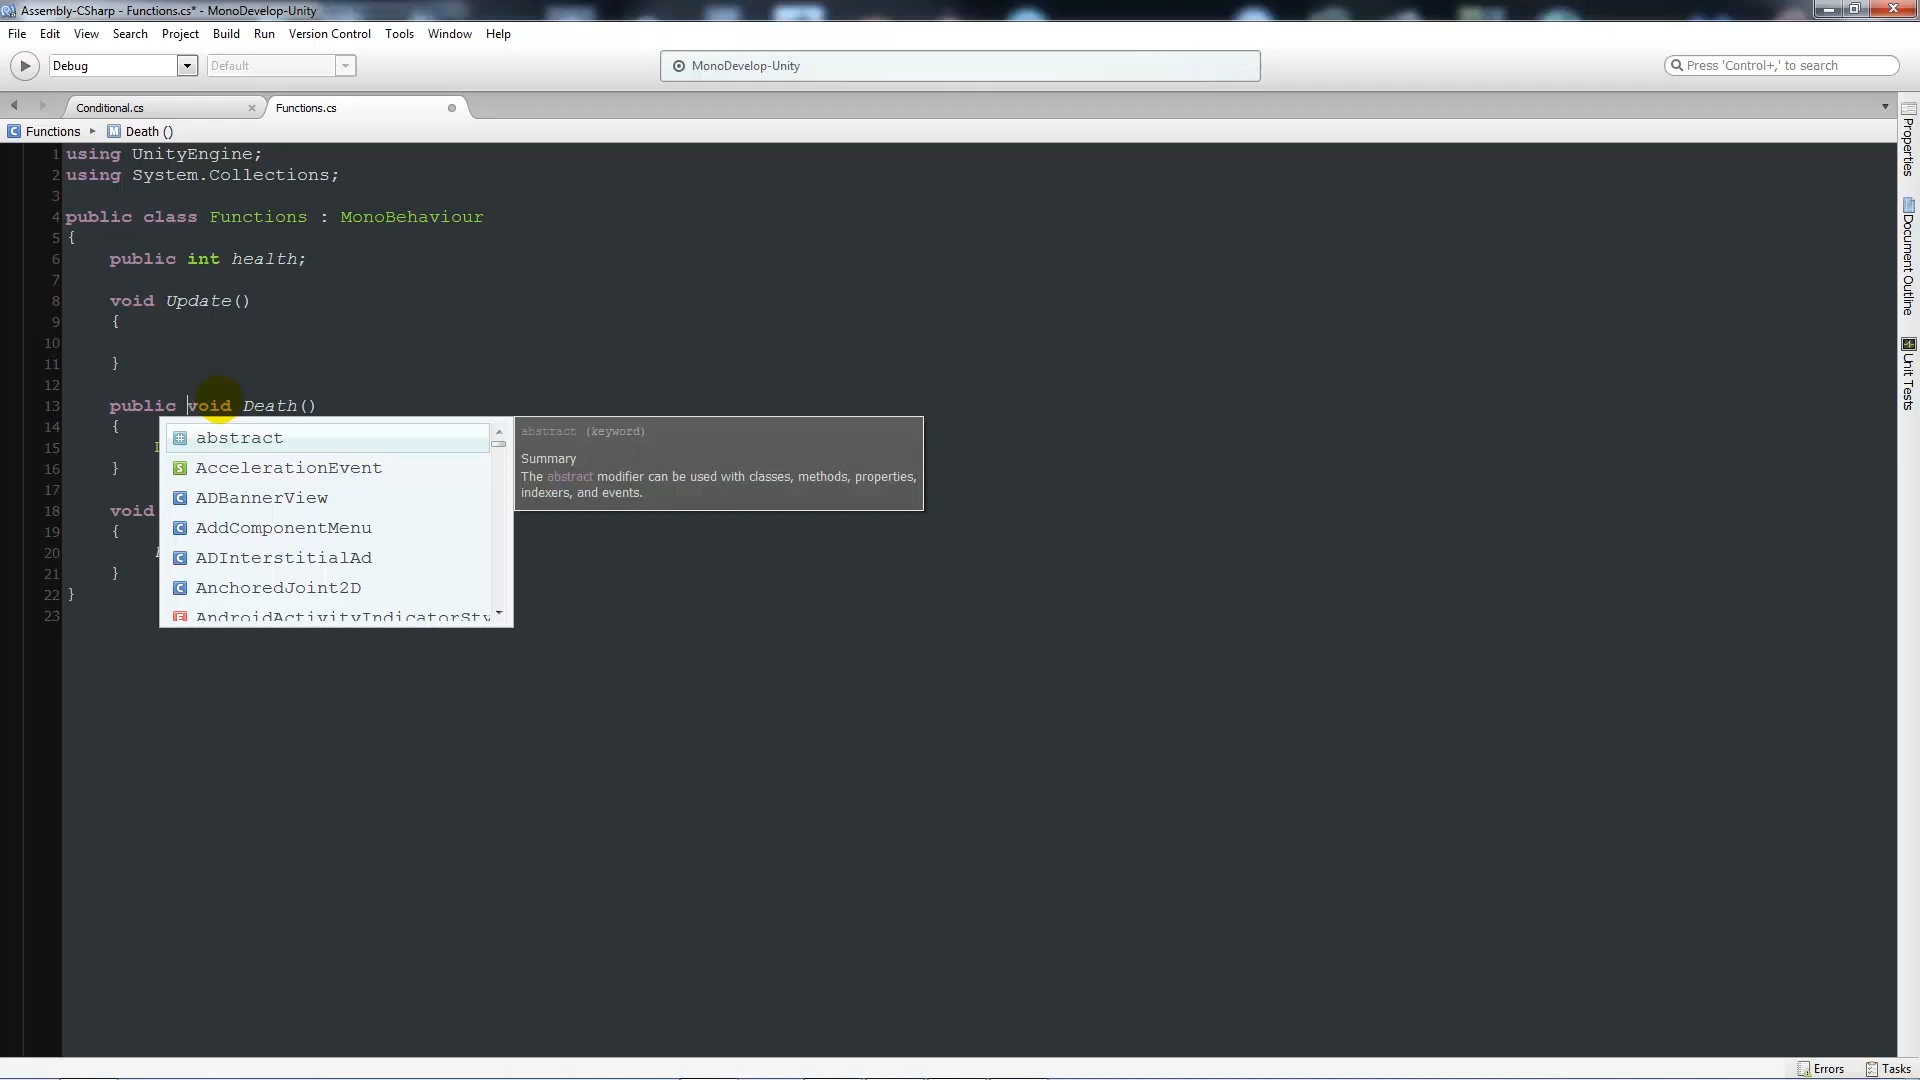 Assembly-CSharp - Functions.cs* - MonoDevelop-Unity
File Edit View Search Project Build Run Version Control Tools Window Help
Debug Default MonoDevelop-Unity Press 'Control+,' to search
Conditional.cs Functions.cs
Functions Death ()
1 using UnityEngine;
2 using System.Collections;
3
4 public class Functions : MonoBehaviour
5 {
6 public int health;
7
8 void Update()
9 {
10
11 }
12
13 public void Death()
14 {
15
16 }
17
18 void
19 {
20
21 }
22 }
23
abstract
AccelerationEvent
ADBannerView
AddComponentMenu
ADInterstitialAd
AnchoredJoint2D
AndroidActivityIndicatorSty
abstract (keyword)
Summary
The abstract modifier can be used with classes, methods, properties,
indexers, and events.
Properties
Document Outline
Unit Tests
Errors Tasks